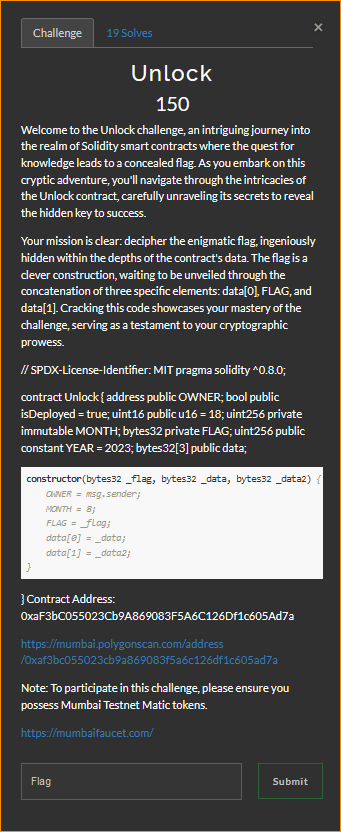 Challenge
19 Solves
×
Unlock
150
Welcome to the Unlock challenge, an intriguing journey into
the realm of Solidity smart contracts where the quest for
knowledge leads to a concealed flag. As you embark on this
cryptic adventure, you'll navigate through the intricacies of
the Unlock contract, carefully unraveling its secrets to reveal
the hidden key to success.
Your mission is clear: decipher the enigmatic flag, ingeniously
hidden within the depths of the contract's data. The flag is a
clever construction, waiting to be unveiled through the
concatenation of three specific elements: data[0], FLAG, and
data[1]. Cracking this code showcases your mastery of the
challenge, serving as a testament to your cryptographic
prowess.
// SPDX-License-Identifier: MIT pragma solidity ^0.8.0;
contract Unlock { address public OWNER; bool public
isDeployed = true; uint16 public u16 = 18; uint256 private
immutable MONTH; bytes32 private FLAG; uint256 public
constant YEAR = 2023; bytes32[3] public data;
constructor(bytes32 _flag, bytes32 _data, bytes32 _data2) {
OWNER = msg.sender;
MONTH = 8;
FLAG = _flag;
data[0] = _data;
data[1] = _data2;
}
} Contract Address:
0xaF3bC055023Cb9A869083F5A6C126Df1c605Ad7a
https://mumbai.polygonscan.com/address
/0xaf3bc055023cb9a869083f5a6c126df1c605ad7a
Note: To participate in this challenge, please ensure you
possess Mumbai Testnet Matic tokens.
https://mumbaifaucet.com/
Flag
Submit